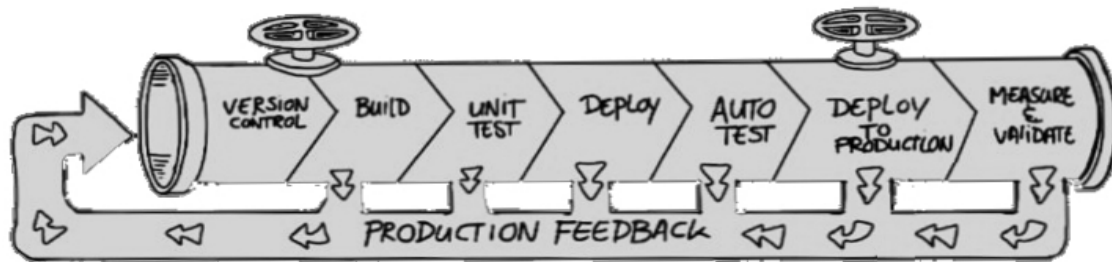 VERSION
CONTROL
BUILD
UNIT
TEST
DEPLOY
AUTO
TEST
DEPLOY
TO
PRODUCTION
MEASURE
&
VALIDATE
PRODUCTION FEEDBACK